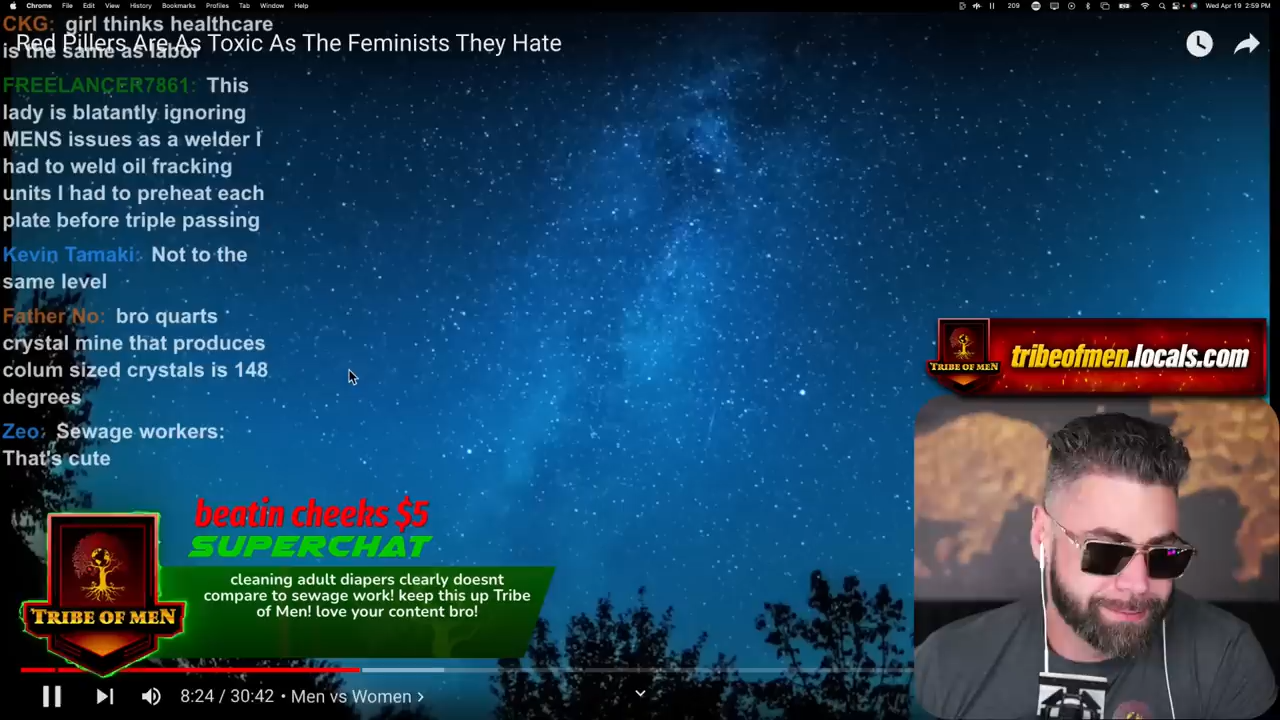 Chrome File Edit View History Bookmarks Profiles Tab Window Help
209
Wed Apr 19 2:59 PM
CKG: girl thinks healthcare
is the same as labor
Red Pillers Are As Toxic As The Feminists They Hate
FREELANCER7861: This
lady is blatantly ignoring
MENS issues as a welder I
had to weld oil fracking
units I had to preheat each
plate before triple passing
Kevin Tamaki: Not to the
same level
Father No: bro quarts
crystal mine that produces
colum sized crystals is 148
degrees
Zeo: Sewage workers:
That's cute
TRIBE OF MEN
tribeofmen.locals.com
beatin cheeks $5
SUPERCHAT
cleaning adult diapers clearly doesnt
compare to sewage work! keep this up Tribe
of Men! love your content bro!
TRIBE OF MEN
8:24 / 30:42 • Men vs Women >